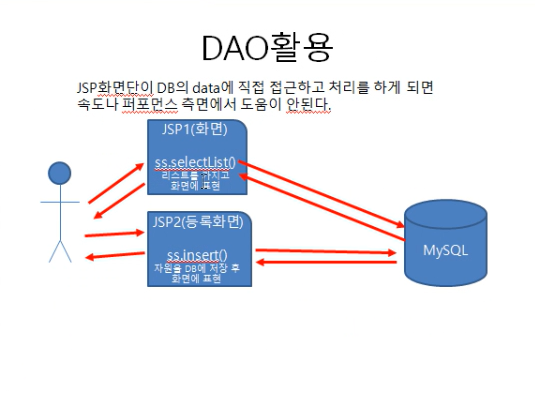 DAO활용
JSP화면단이 DB의 data에 직접 접근하고 처리를 하게 되면
속도나 퍼포먼스 측면에서 도움이 안된다.
JSP1(화면)
ss.selectList()
리스트를 가지고
화면에 표현
JSP2(등록화면)
ss.insert()
자원을 DB에 저장 후
화면에 표현
MySQL